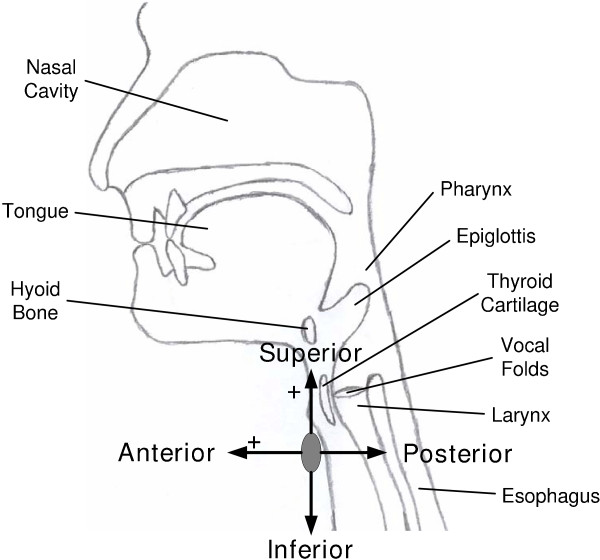 Nasal
Cavity
Pharynx
Tongue
Epiglottis
Thyroid
Cartilage
Hyoid
Bone
Superior
Vocal
Folds
+
Larynx
+
Anterior
Posterior
Esophagus
Inferior